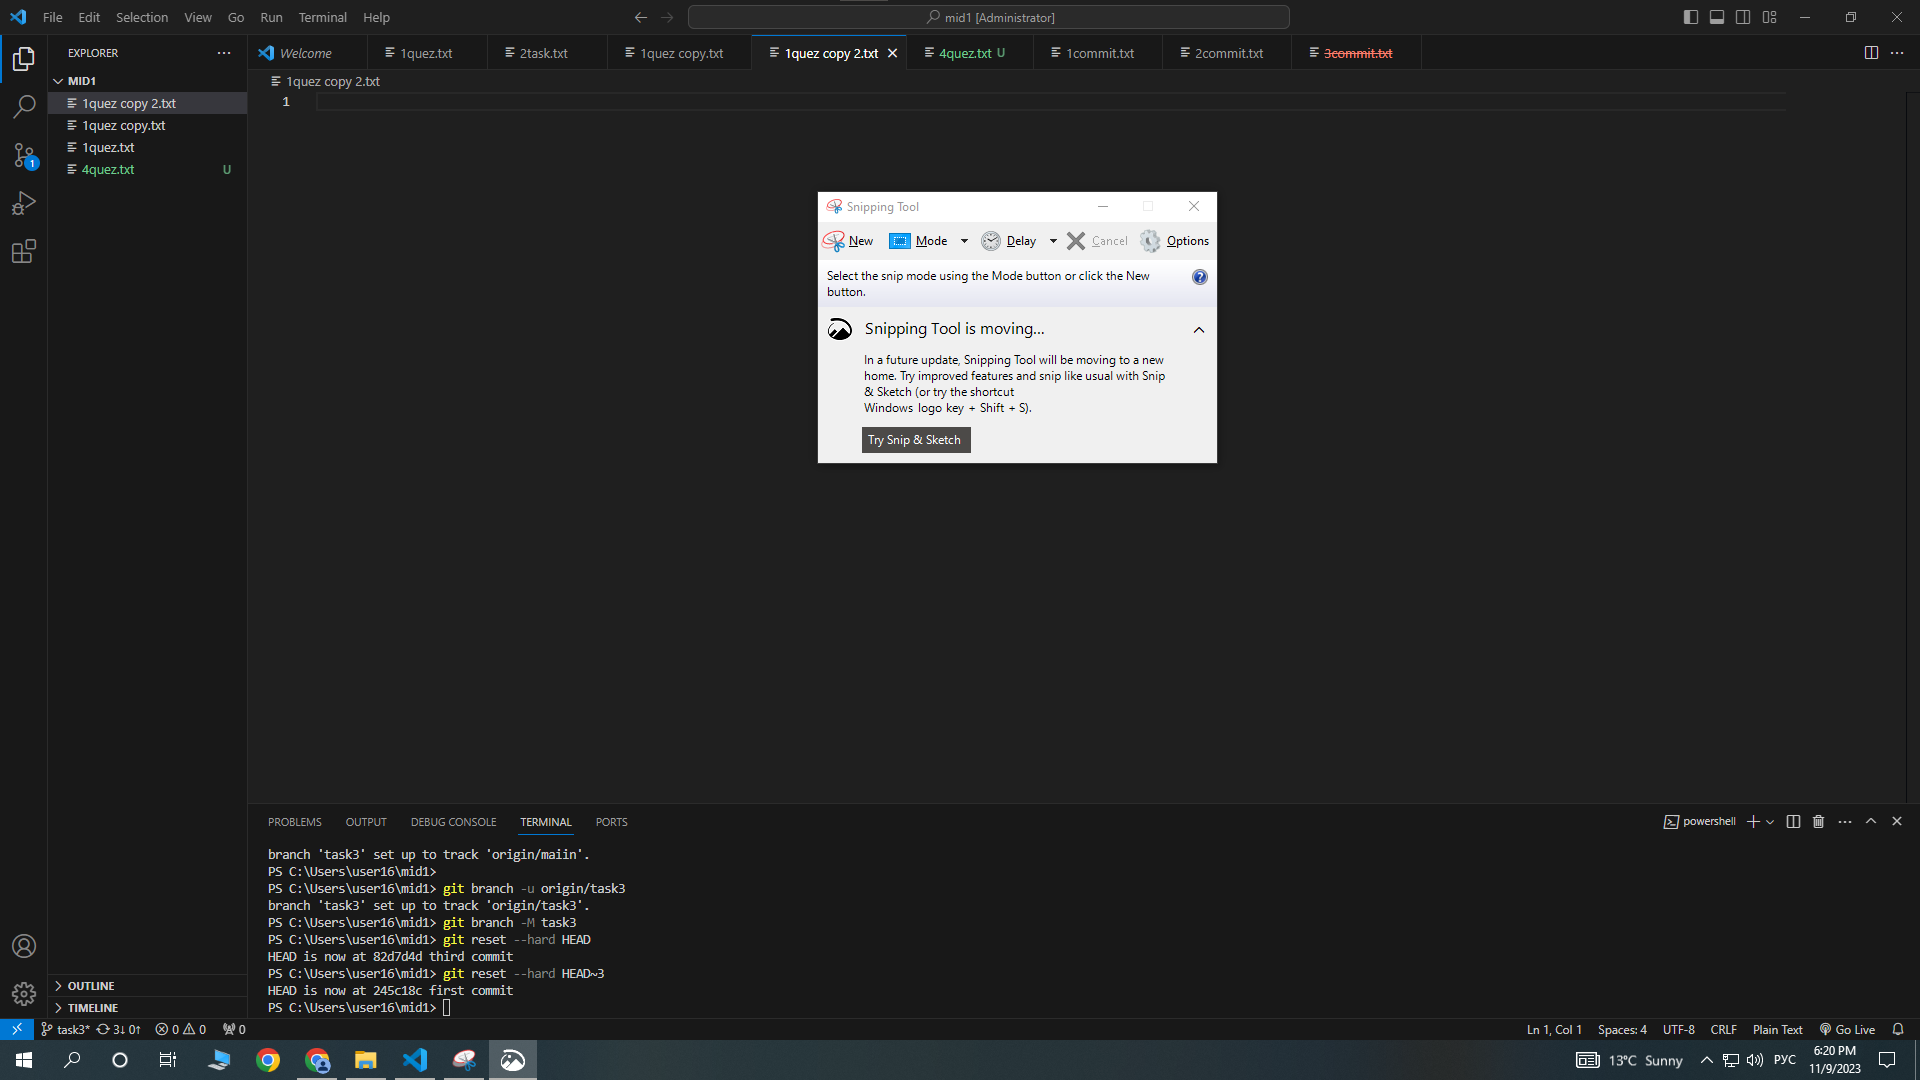 File Edit Selection View Go Run Terminal Help
mid1 [Administrator]
EXPLORER
Welcome
1quez.txt
2task.txt
1quez copy.txt
1quez copy 2.txt
4quez.txt U
1commit.txt
2commit.txt
3commit.txt
MID1
1quez copy 2.txt
1quez copy.txt
1quez.txt
4quez.txt U
1
1quez copy 2.txt
1
Snipping Tool
New Mode Delay Cancel Options
Select the snip mode using the Mode button or click the New
button.
Snipping Tool is moving...
In a future update, Snipping Tool will be moving to a new
home. Try improved features and snip like usual with Snip
& Sketch (or try the shortcut
Windows logo key + Shift + S).
Try Snip & Sketch
PROBLEMS OUTPUT DEBUG CONSOLE TERMINAL PORTS
powershell
branch 'task3' set up to track 'origin/maiin'.
PS C:\Users\user16\mid1>
PS C:\Users\user16\mid1> git branch -u origin/task3
branch 'task3' set up to track 'origin/task3'.
PS C:\Users\user16\mid1> git branch -M task3
PS C:\Users\user16\mid1> git reset --hard HEAD
HEAD is now at 82d7d4d third commit
PS C:\Users\user16\mid1> git reset --hard HEAD~3
HEAD is now at 245c18c first commit
PS C:\Users\user16\mid1>
OUTLINE
TIMELINE
task3* 3↓ 0↑ 0 0 0
Ln 1, Col 1 Spaces: 4 UTF-8 CRLF Plain Text Go Live
13°C Sunny
РУС
6:20 PM
11/9/2023